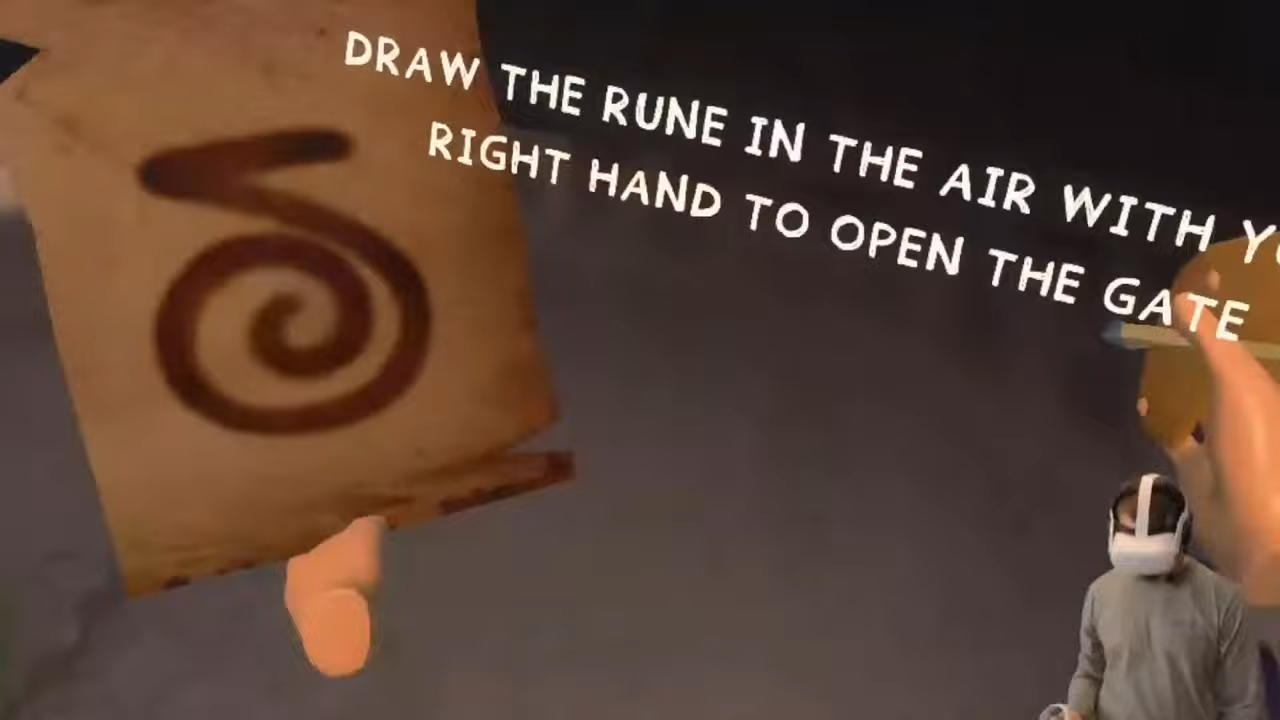 DRAW THE RUNE IN THE AIR WITH
RIGHT HAND TO OPEN THE GATE